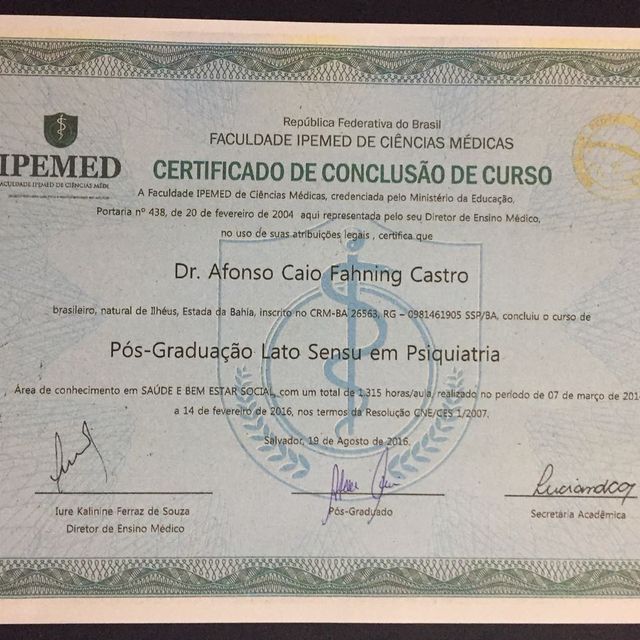 República Federativa do Brasil
FACULDADE IPEMED DE CIÊNCIAS MÉDICAS
IPEMED
FACULDADE IPEMED DE CIÊNCIAS MÉDI
CERTIFICADO DE CONCLUSÃO DE CURSO
A Faculdade IPEMED de Ciências Médicas, credenciada pelo Ministério da Educação,
Portaria nº 438, de 20 de fevereiro de 2004 aqui representada pelo seu Diretor de Ensino Médico,
no uso de suas atribuições legais , certifica que
Dr. Afonso Caio Fahning Castro
brasileiro, natural de Ilhéus, Estada da Bahia, inscrito no CRM-BA 26563, RG – 0981461905 SSP/BA, concluiu o curso de
Pós-Graduação Lato Sensu em Psiquiatria
Área de conhecimento em SAÚDE E BEM ESTAR SOCIAL, com um total de 1.315 horas/aula, realizado no período de 07 de março de 201
a 14 de fevereiro de 2016, nos termos da Resolução CNE/CES 1/2007.
Salvador, 19 de Agosto de 2016.
Iure Kalinine Ferraz de Souza
Diretor de Ensino Médico
Pós-Graduado
Secretária Acadêmica